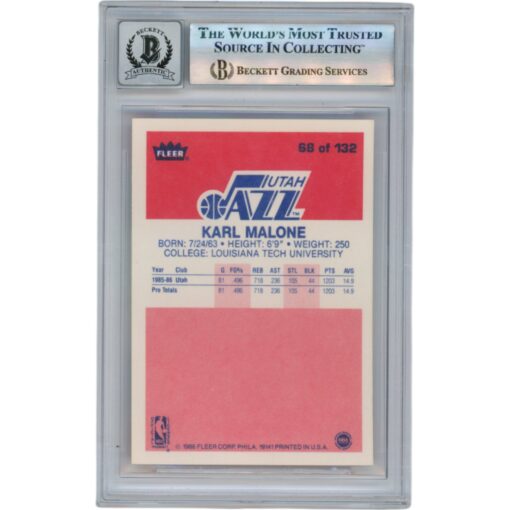 BECKETT
AUTHENTIC
THE WORLD'S MOST TRUSTED
SOURCE IN COLLECTING™
BECKETT GRADING SERVICES
FLEER
68 of 132
UTAH
JAZZ™
KARL MALONE
BORN: 7/24/63 • HEIGHT: 6'9" • WEIGHT: 250
COLLEGE: LOUISIANA TECH UNIVERSITY
Year Club G FG% REB AST STL BLK PTS AVG
1985-86 Utah 81 .496 718 236 105 44 1203 14.9
Pro Totals 81 .496 718 236 105 44 1203 14.9
NBA
© 1986 FLEER CORP. PHILA. 19141 PRINTED IN U.S.A.